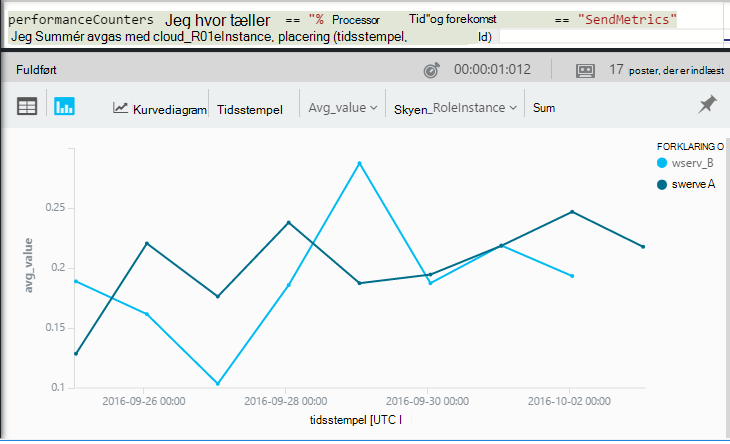 performanceCounters Jeg hvor tæller == "% Processor Tid"og forekomst == "SendMetrics"
Jeg Summér avgas med cloud_R01eInstance, placering (tidsstempel, Id)
Fuldført 00:00:01:012 17 poster, der er indlæst
Kurvediagram Tidsstempel Avg_value Skyen_RoleInstance Sum
FORKLARING O
wserv_B
swerve A
avg_value
0.25
0.2
0.15
0.1
2016-09-26 00:00 2016-09-28 00:00 2016-09-30 00:00 2016-10-02 00:00
tidsstempel [UTC I